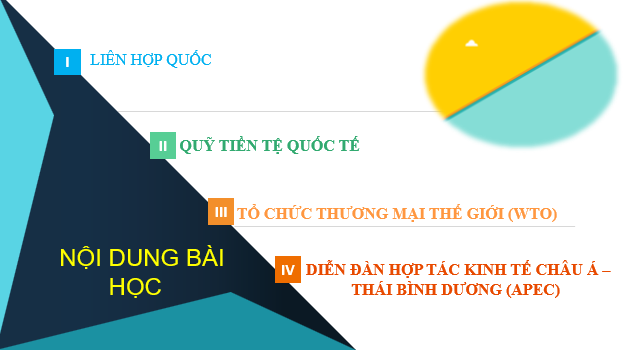 I LIÊN HỢP QUỐC
II QUỸ TIỀN TỆ QUỐC TẾ
III TỔ CHỨC THƯƠNG MẠI THẾ GIỚI (WTO)
NỘI DUNG BÀI
HỌC
IV DIỄN ĐÀN HỢP TÁC KINH TẾ CHÂU Á –
THÁI BÌNH DƯƠNG (APEC)